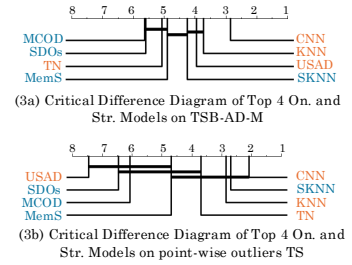 8 7 6 5 4 3 2 1
MCOD CNN
SDOs KNN
TN USAD
MemS SKNN
(3a) Critical Difference Diagram of Top 4 On. and
Str. Models on TSB-AD-M
8 7 6 5 4 3 2 1
USAD CNN
SDOs SKNN
MCOD KNN
MemS TN
(3b) Critical Difference Diagram of Top 4 On. and
Str. Models on point-wise outliers TS